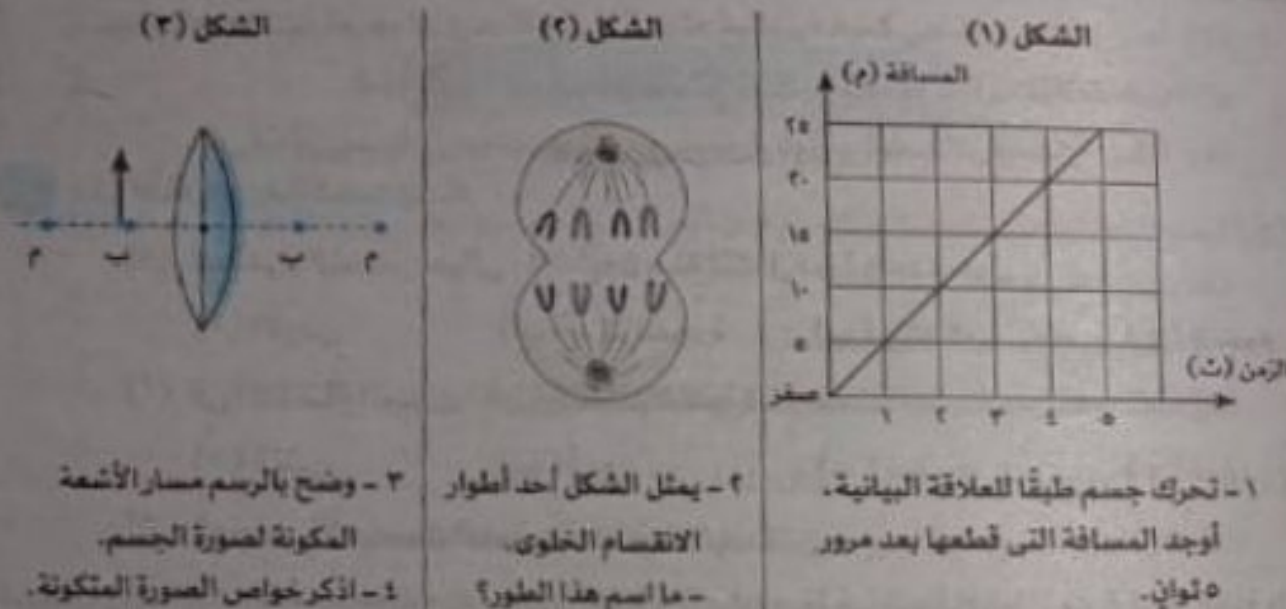 الشكل (١)
المسافة (م)
٢٥
٢٠
١٥
١٠
٥
صفر
١ ٢ ٣ ٤ ٥
الزمن (ث)
١ - تحرك جسم طبقًا للعلاقة البيانية.
أوجد المسافة التى قطعها بعد مرور
٥ ثوان.
الشكل (٢)
٢ - يمثل الشكل أحد أطوار
الانقسام الخلوى.
- ما اسم هذا الطور؟
الشكل (٣)
م ب ب م
٣ - وضح بالرسم مسار الأشعة
المكونة لصورة الجسم.
٤ - اذكر خواص الصورة المتكونة.